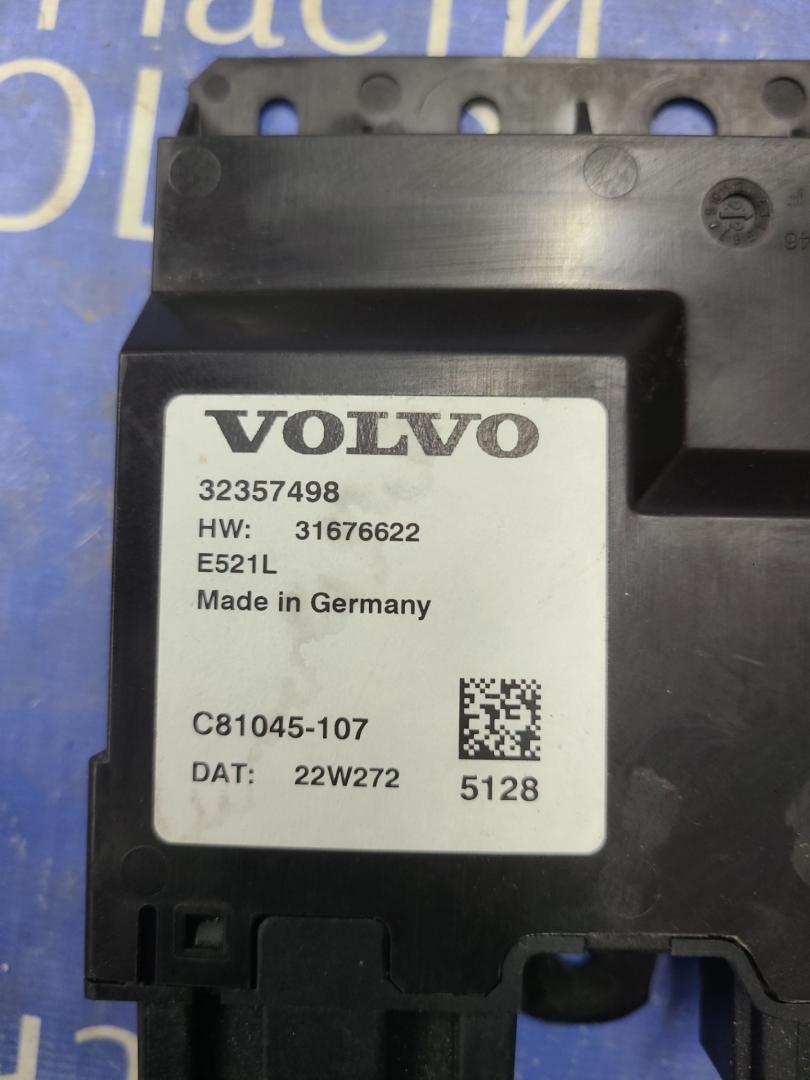 VOLVO
32357498
HW: 31676622
E521L
Made in Germany
C81045-107
DAT: 22W272
5128